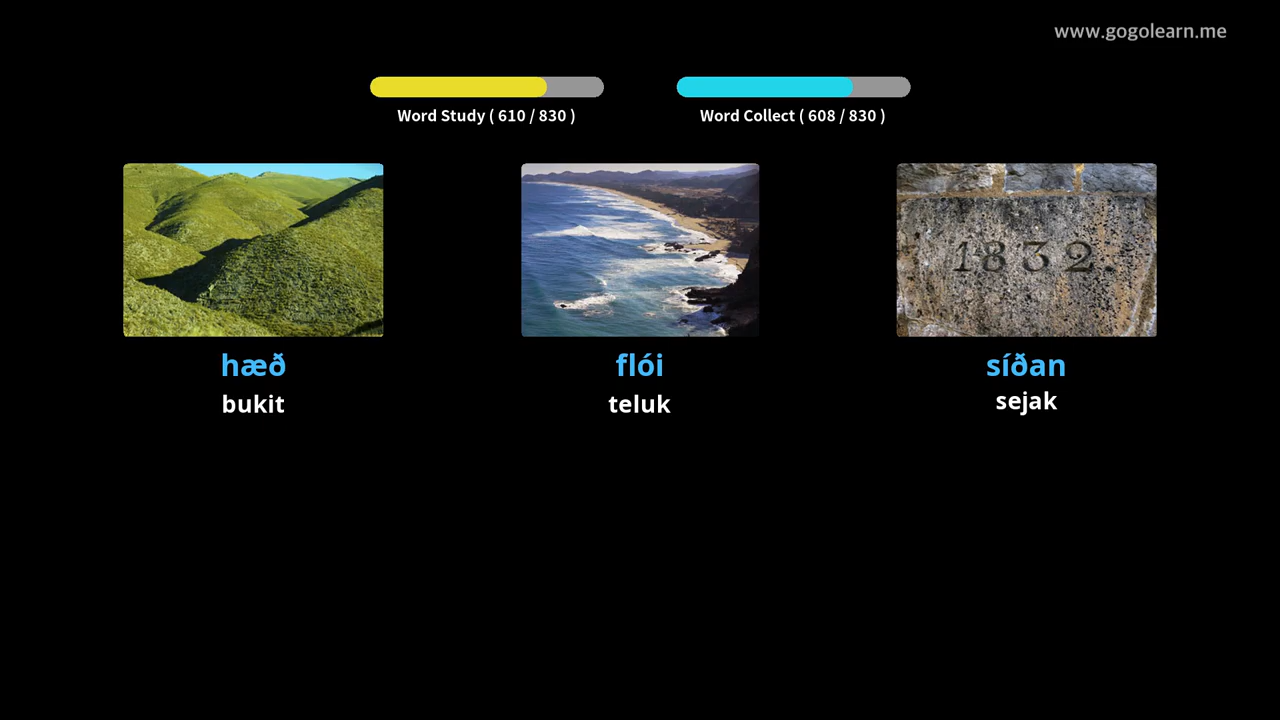 www.gogolearn.me
Word Study ( 610 / 830 )
Word Collect ( 608 / 830 )
1832.
hæð
flói
síðan
bukit
teluk
sejak